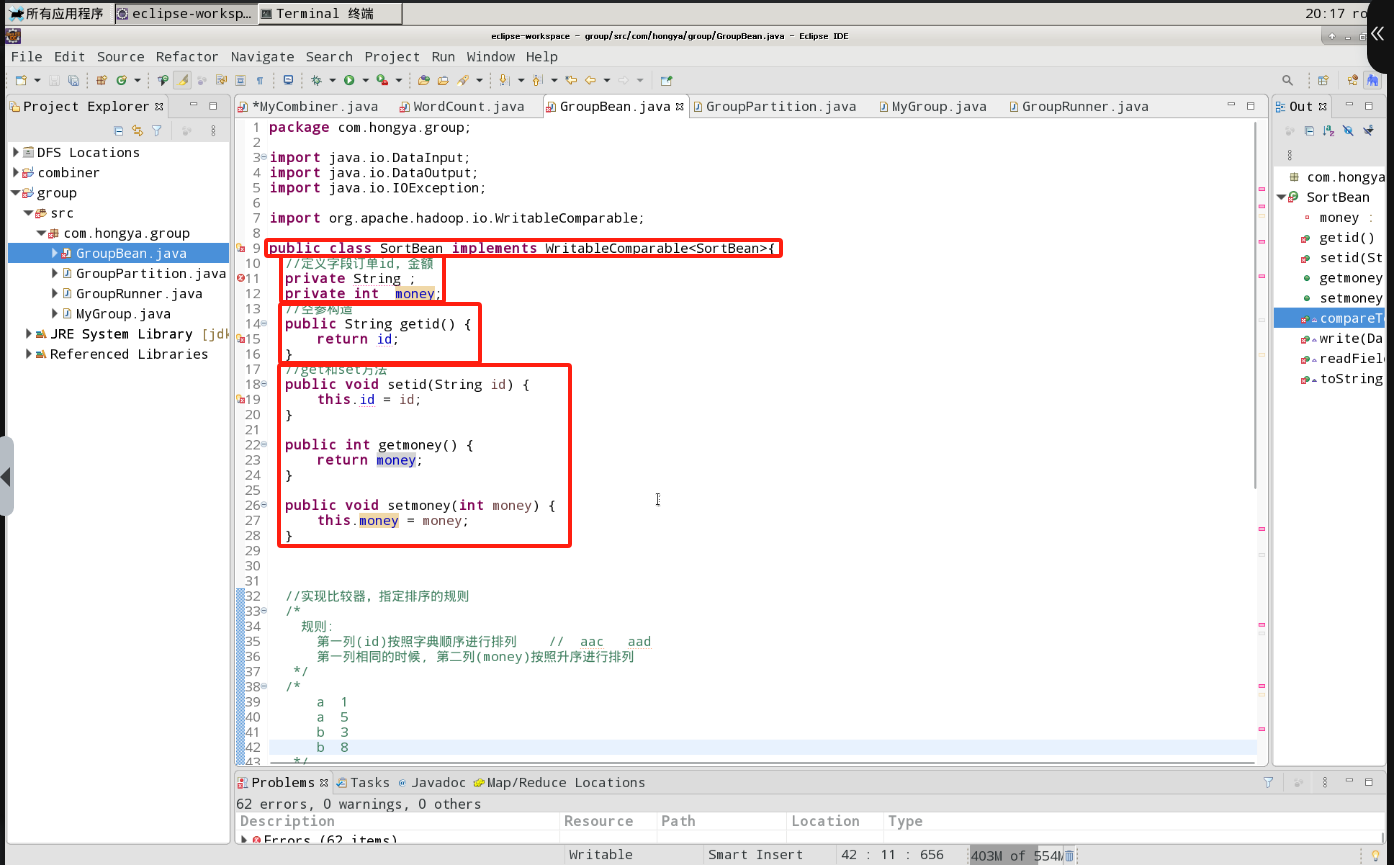 所有应用程序 eclipse-worksp... Terminal 终端 20:17 ro
eclipse-workspace - group/src/com/hongya/group/GroupBean.java - Eclipse IDE
File Edit Source Refactor Navigate Search Project Run Window Help
Project Explorer
DFS Locations
combiner
group
src
com.hongya.group
GroupBean.java
GroupPartition.java
GroupRunner.java
MyGroup.java
JRE System Library [jdk
Referenced Libraries
*MyCombiner.java WordCount.java GroupBean.java GroupPartition.java MyGroup.java GroupRunner.java
1 package com.hongya.group;
2
3 import java.io.DataInput;
4 import java.io.DataOutput;
5 import java.io.IOException;
6
7 import org.apache.hadoop.io.WritableComparable;
8
9 public class SortBean implements WritableComparable<SortBean>{
10 //定义字段订单id，金额
11 private String ;
12 private int  money;
13 //空参构造
14 public String getid() {
15 return id;
16 }
17 //get和set方法
18 public void setid(String id) {
19 this.id = id;
20 }
21
22 public int getmoney() {
23 return money;
24 }
25
26 public void setmoney(int money) {
27 this.money = money;
28 }
29
30
31
32 //实现比较器，指定排序的规则
33 /*
34 规则：
35 第一列(id)按照字典顺序进行排列 // aac aad
36 第一列相同的时候, 第二列(money)按照升序进行排列
37 */
38 /*
39 a 1
40 a 5
41 b 3
42 b 8
43 */
Out
com.hongya
SortBean
money :
getid()
setid(St
getmoney
setmoney
compareT
write(Da
readFiel
toString
Problems Tasks Javadoc Map/Reduce Locations
62 errors, 0 warnings, 0 others
Description Resource Path Location Type
Errors (62 items)
Writable Smart Insert 42 : 11 : 656 403M of 554M